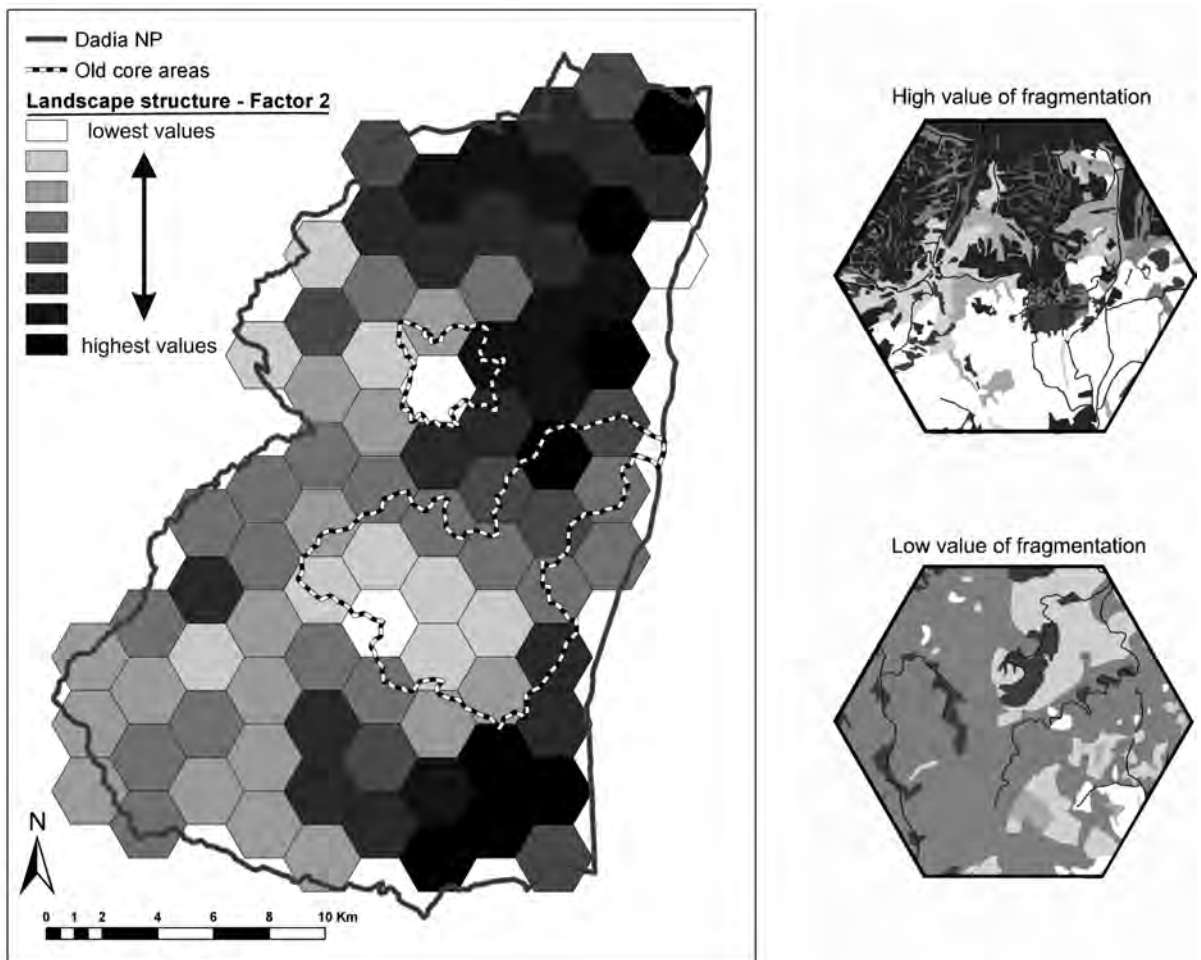 Dadia NP
Old core areas
Landscape structure - Factor 2
lowest values
highest values
N
0 1 2 4 6 8 10 Km
High value of fragmentation
Low value of fragmentation